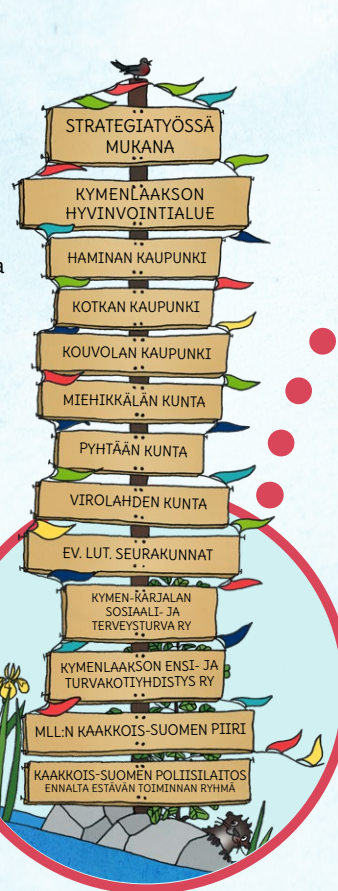 STRATEGIATYÖSSÄ
MUKANA
KYMENLAAKSON
HYVINVOINTIALUE
HAMINAN KAUPUNKI
KOTKAN KAUPUNKI
KOUVOLAN KAUPUNKI
MIEHIKKÄLÄN KUNTA
PYHTÄÄN KUNTA
VIROLAHDEN KUNTA
EV. LUT. SEURAKUNNAT
KYMEN-KARJALAN
SOSIAALI- JA
TERVEYSTURVA RY
KYMENLAAKSON ENSI- JA
TURVAKOTIYHDISTYS RY
MLL:N KAAKKOIS-SUOMEN PIIRI
KAAKKOIS-SUOMEN POLIISILAITOS
ENNALTA ESTÄVÄN TOIMINNAN RYHMÄ